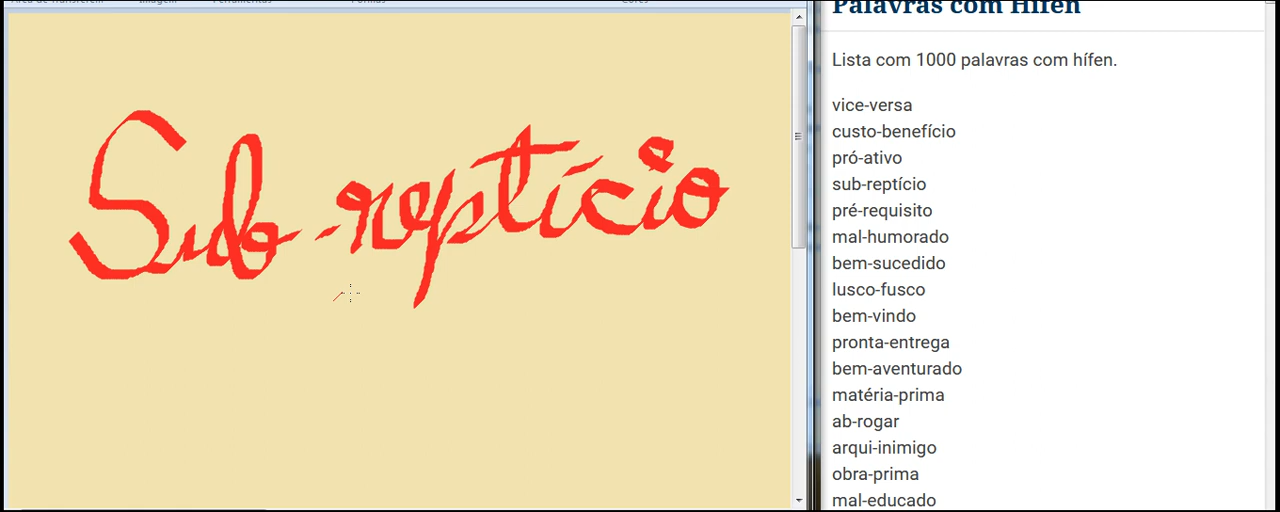 Palavras com Hífen
Lista com 1000 palavras com hífen.
Sub-reptício
vice-versa
custo-benefício
pró-ativo
sub-reptício
pré-requisito
mal-humorado
bem-sucedido
lusco-fusco
bem-vindo
pronta-entrega
bem-aventurado
matéria-prima
ab-rogar
arqui-inimigo
obra-prima
mal-educado